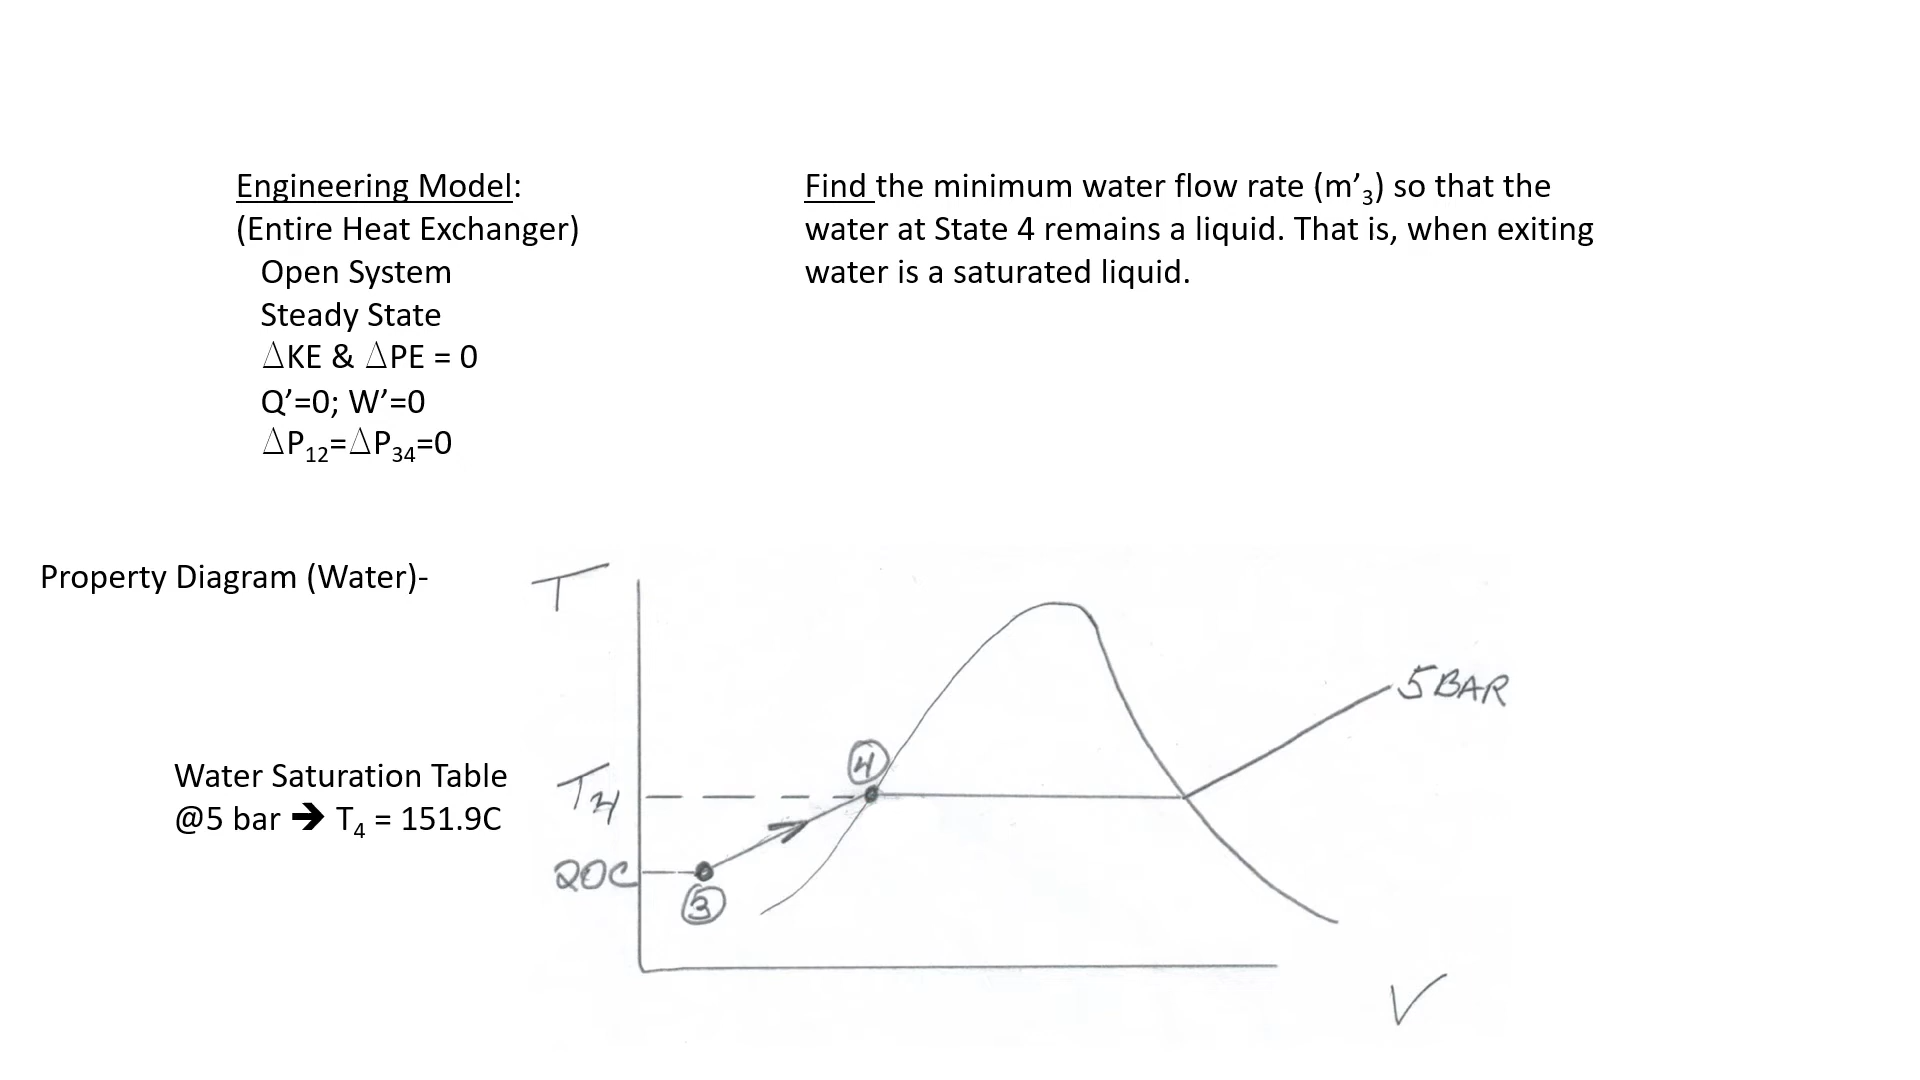 Engineering Model:
(Entire Heat Exchanger)
Open System
Steady State
△KE & △PE = 0
Q’=0; W’=0
△P₁₂=△P₃₄=0
Find the minimum water flow rate (m’₃) so that the
water at State 4 remains a liquid. That is, when exiting
water is a saturated liquid.
Property Diagram (Water)-
T
5 BAR
4
Water Saturation Table
@5 bar 🡺 T₄ = 151.9C
T₄
20C
3
V